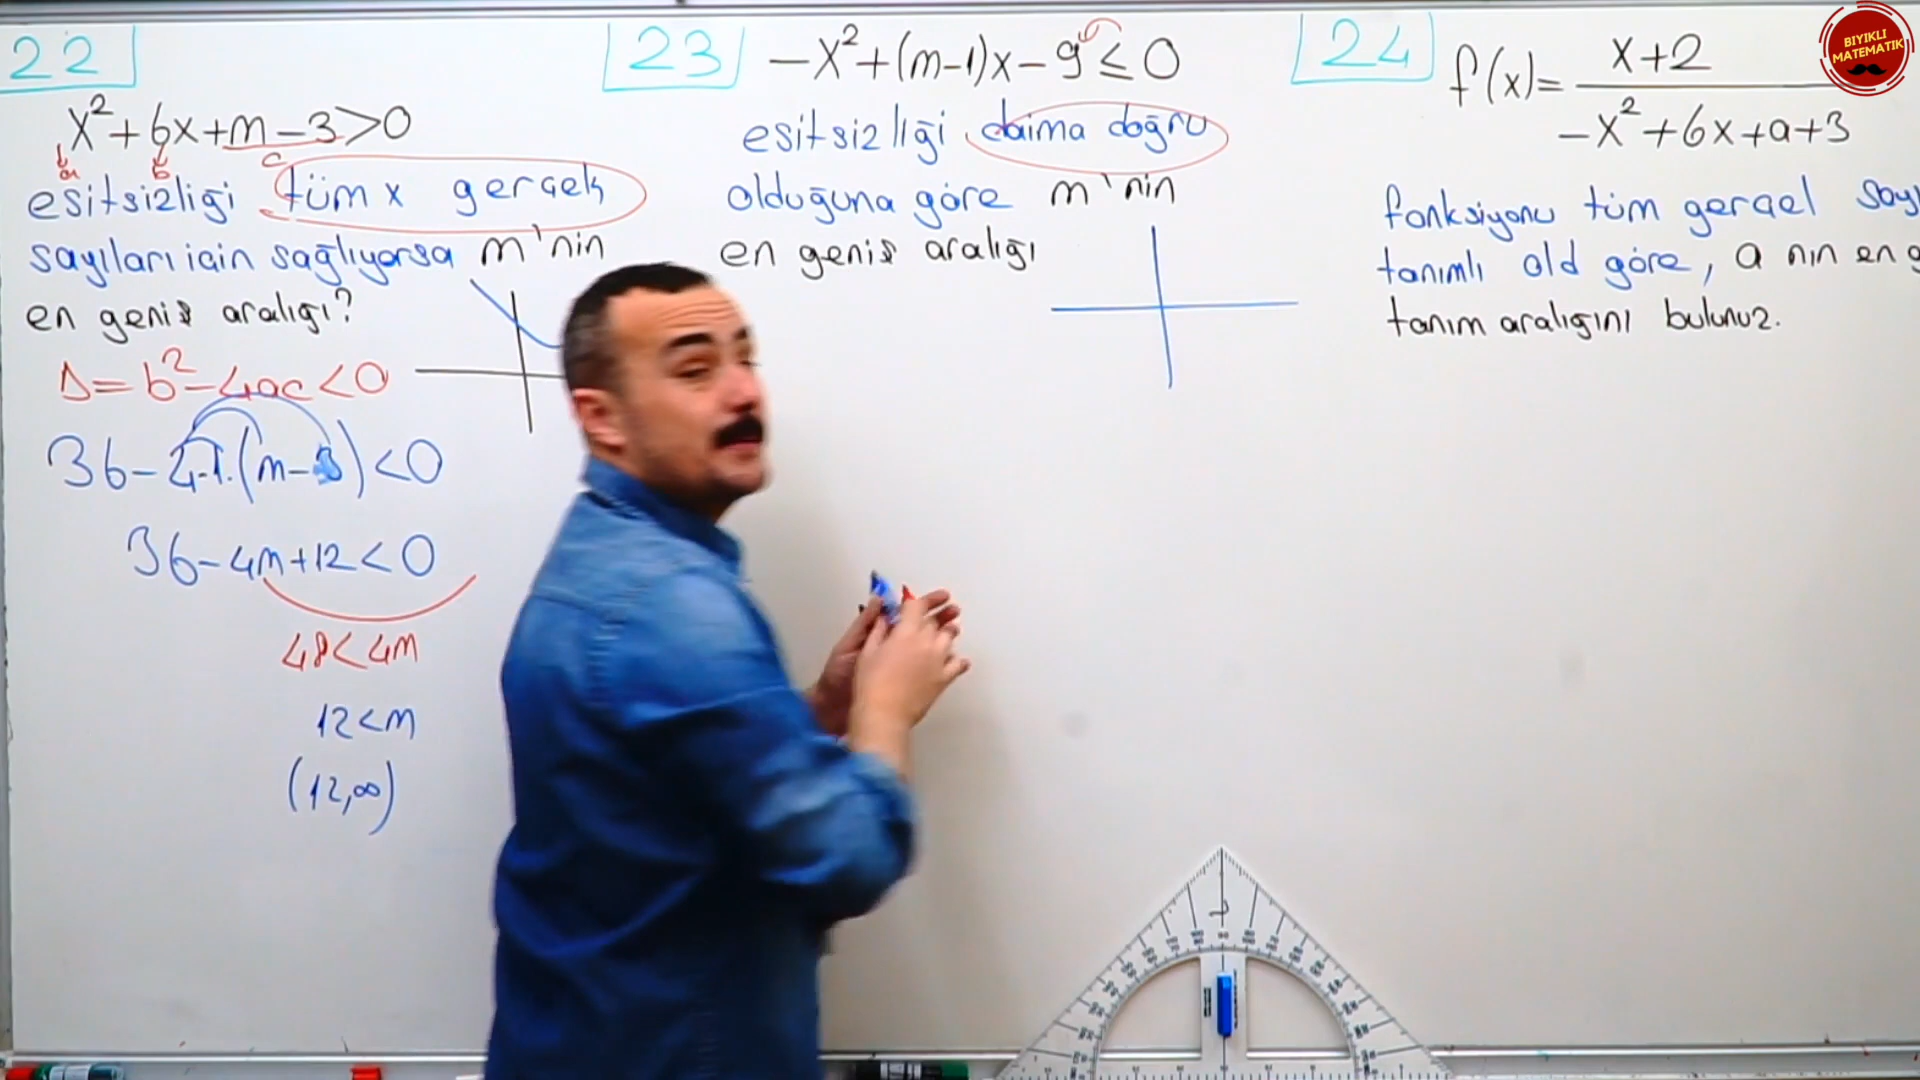 22
x²+6x+m-3>0
a b c
eşitsizliği tüm x gerçek
sayıları için sağlıyorsa m'nin
en geniş aralığı?
Δ=b²-4ac<0
36-4.1.(m-3)<0
36-4m+12<0
48<4m
12<m
(12,∞)
23
-x²+(m-1)x-9≤0
eşitsizliği daima doğru
olduğuna göre m'nin
en geniş aralığı
24
f(x)= x+2
-x²+6x+a+3
fonksiyonu tüm gerçel
tanımlı old göre, a nın en
tanım aralığını bulunuz.
BIYIKLI
MATEMATİK